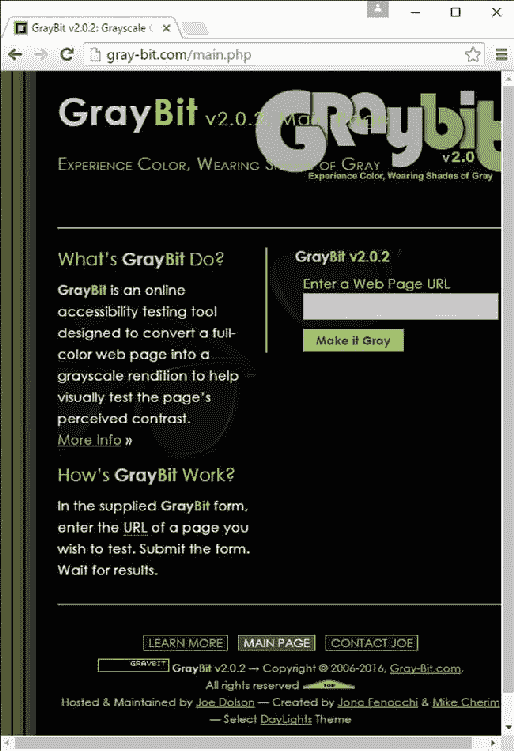 GrayBit v2.0.2: Grayscale
gray-bit.com/main.php
GrayBit v2.0.2 Main Page
Graybit
v2.0
Experience Color, Wearing Shades of Gray
Experience Color, Wearing Shades of Gray
What's GrayBit Do?
GrayBit is an online
accessibility testing tool
designed to convert a full-
color web page into a
grayscale rendition to help
visually test the page's
perceived contrast.
More Info »
How's GrayBit Work?
In the supplied GrayBit form,
enter the URL of a page you
wish to test. Submit the form.
Wait for results.
GrayBit v2.0.2
Enter a Web Page URL
Make it Gray
LEARN MORE MAIN PAGE CONTACT JOE
GRAYBIT GrayBit v2.0.2 — Copyright © 2006-2016, Gray-Bit.com.
All rights reserved TOP
Hosted & Maintained by Joe Dolson — Created by Jona Fenocchi & Mike Cherim
— Select DayLights Theme